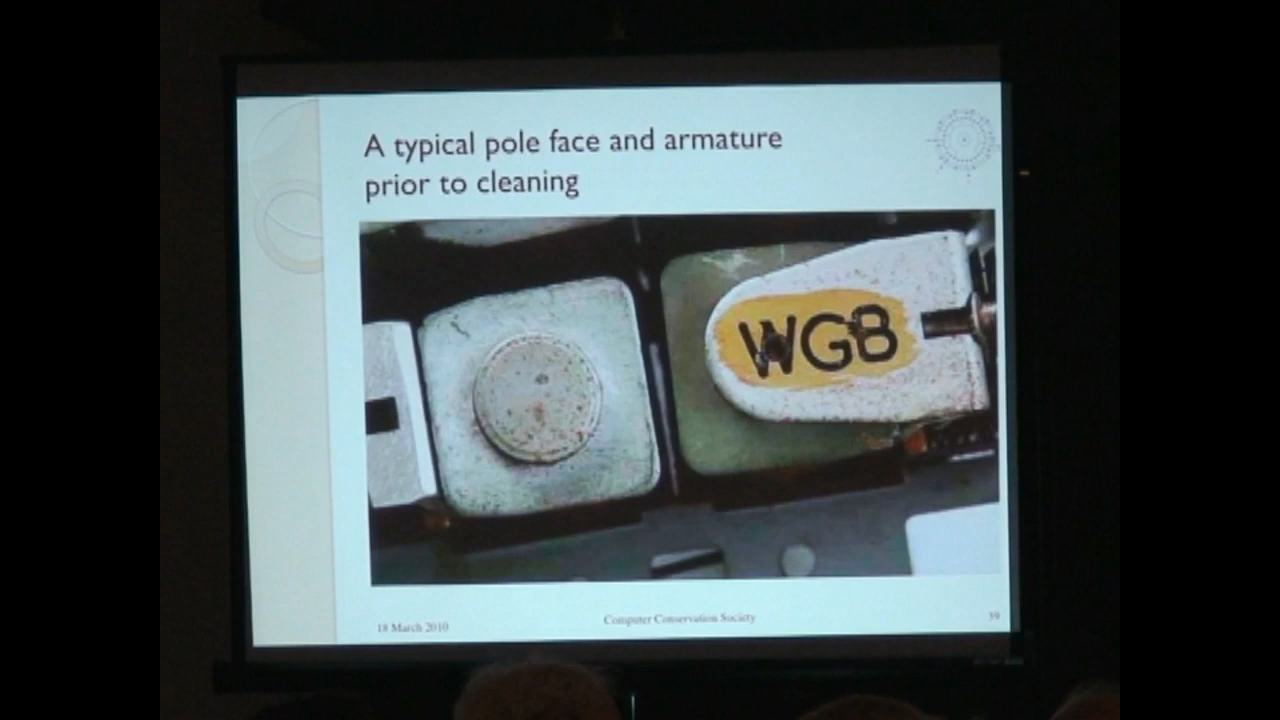 A typical pole face and armature
prior to cleaning
WGB
18 March 2010
Computer Conservation Society
39